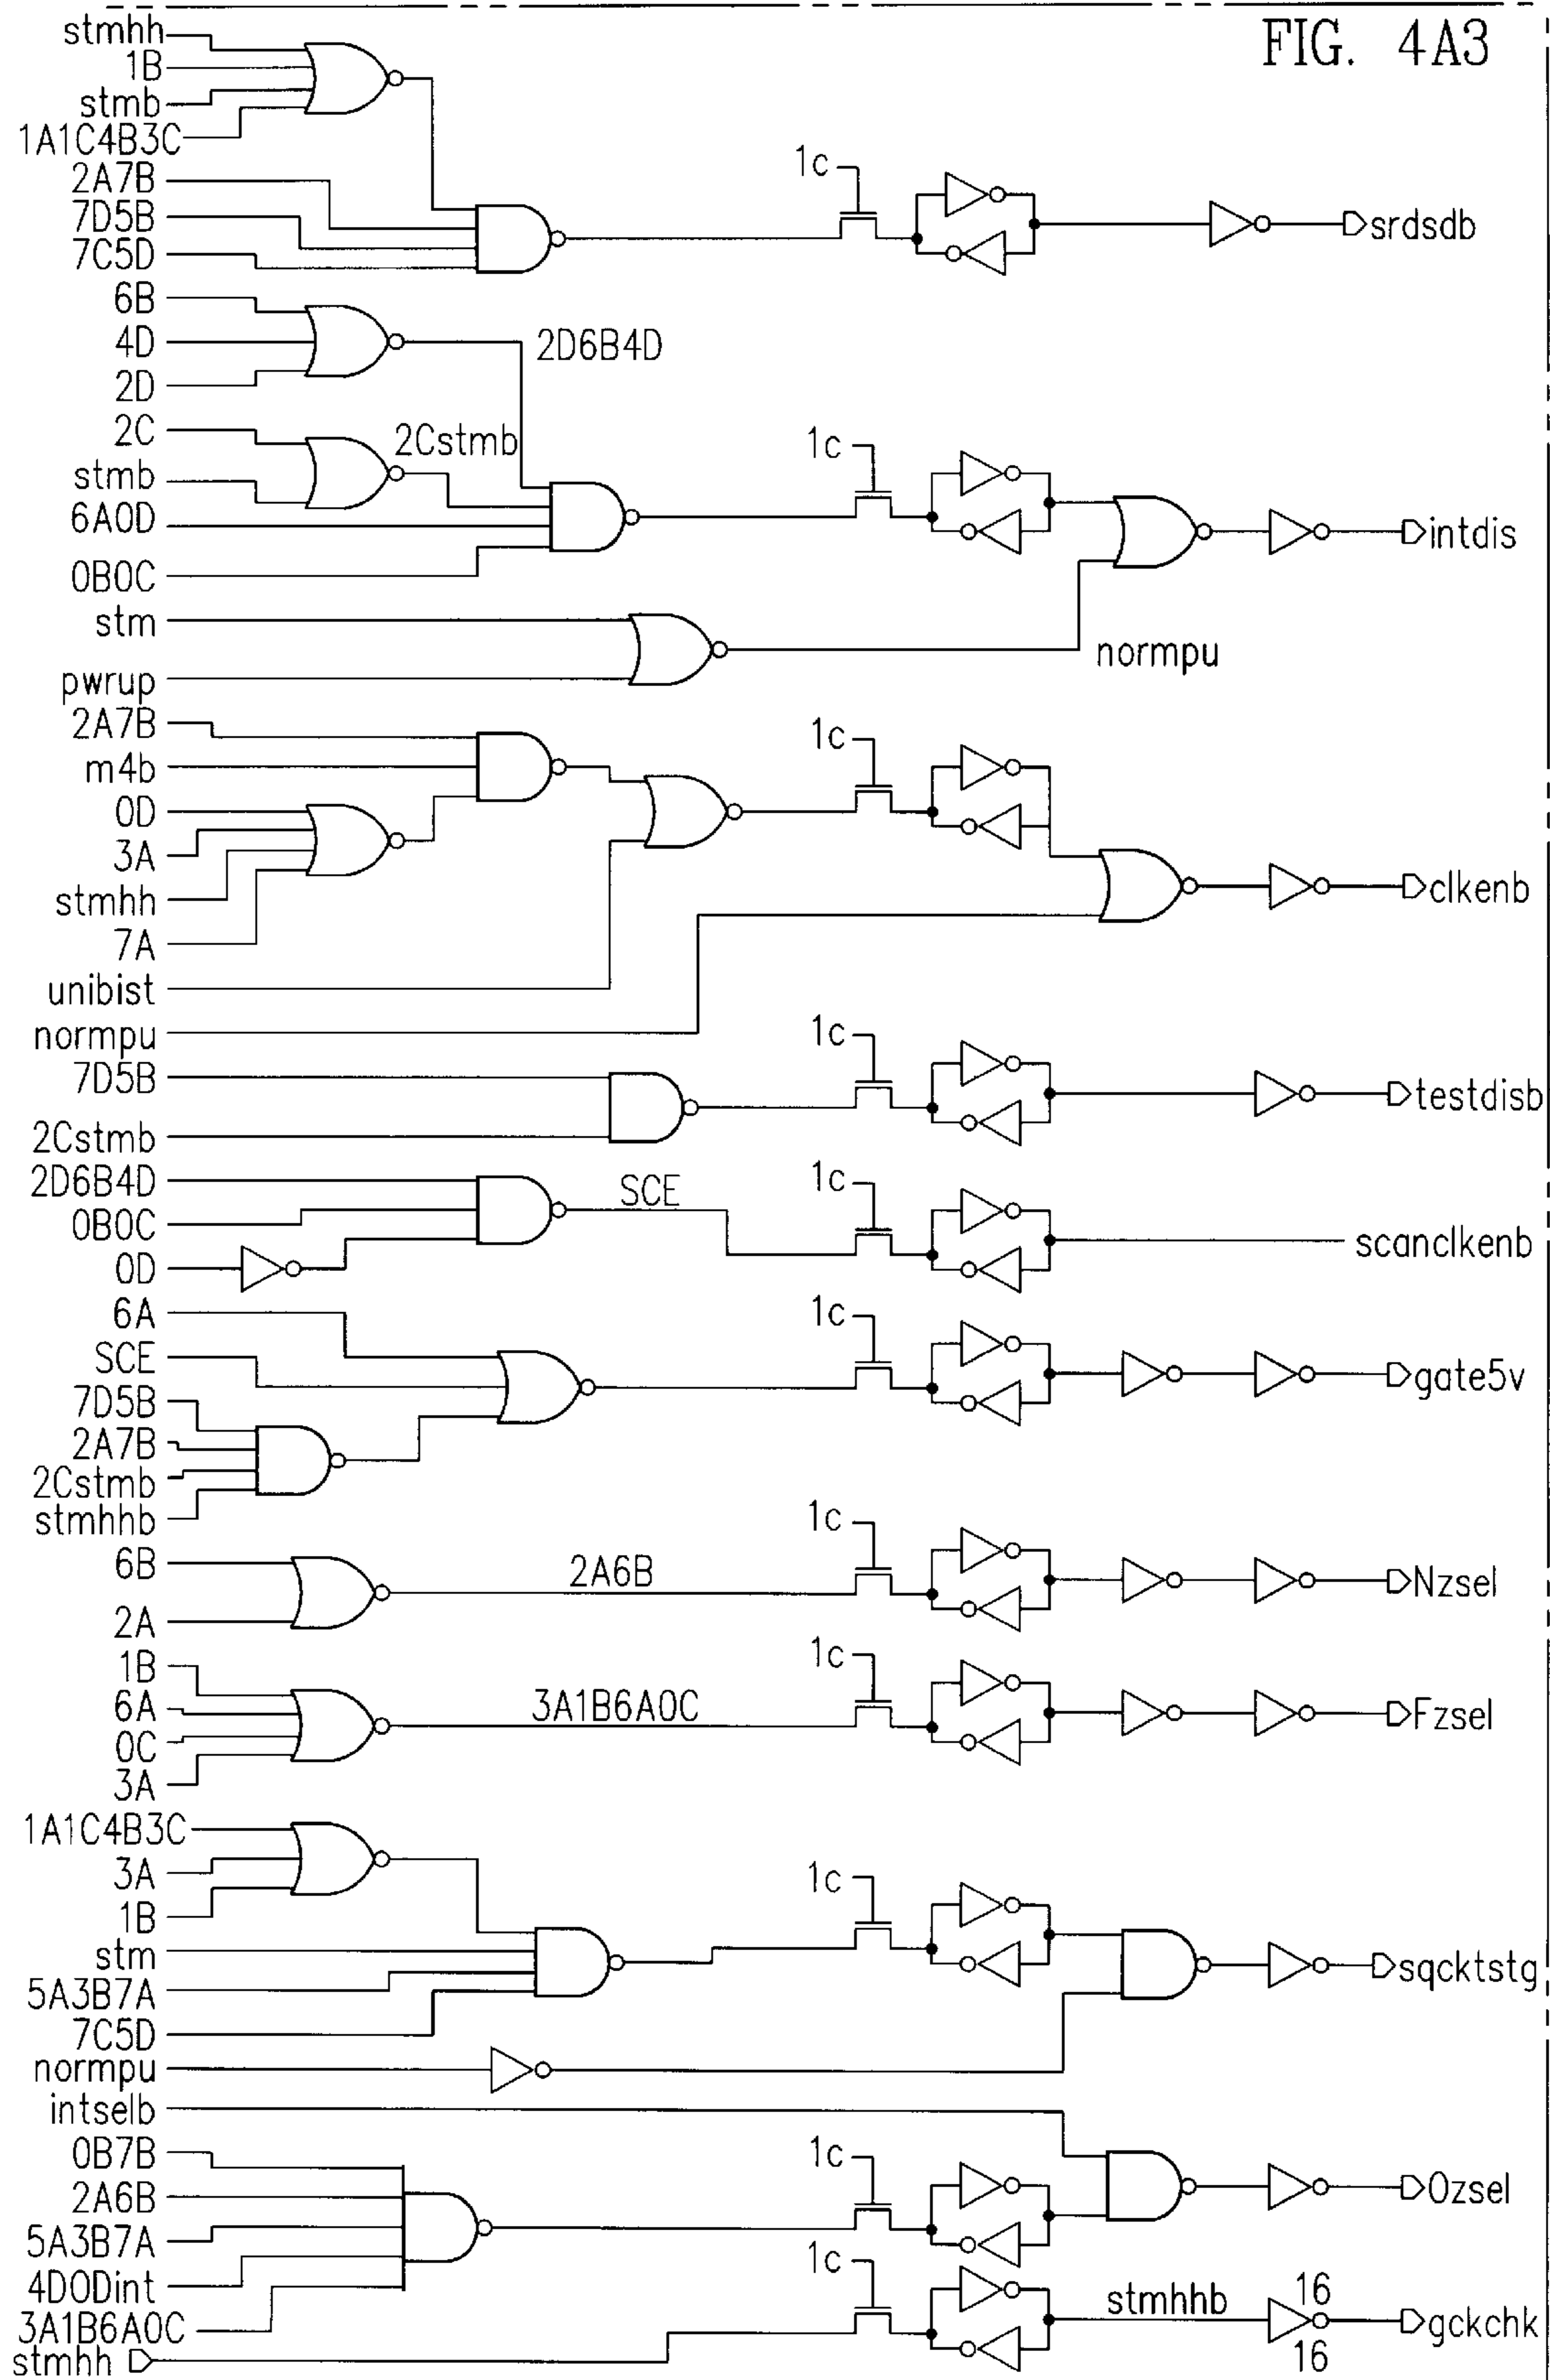 FIG. 4A3
stmhh
1B
stmb
1A1C4B3C
2A7B
7D5B
7C5D
1c
srdsdb
6B
4D
2D
2D6B4D
2C
stmb
2Cstmb
6A0D
0B0C
1c
intdis
stm
pwrup
normpu
2A7B
m4b
0D
3A
stmhh
7A
unibist
normpu
1c
clkenb
7D5B
2Cstmb
1c
testdisb
2D6B4D
0B0C
0D
SCE
1c
scanclkenb
6A
SCE
7D5B
2A7B
2Cstmb
stmhhb
1c
gate5v
6B
2A
2A6B
1c
Nzsel
1B
6A
0C
3A
3A1B6A0C
1c
Fzsel
1A1C4B3C
3A
1B
stm
5A3B7A
7C5D
normpu
1c
sqcktstg
intselb
0B7B
2A6B
5A3B7A
4D0Dint
3A1B6A0C
1c
Ozsel
stmhh
1c
stmhhb
16
16
gckchk